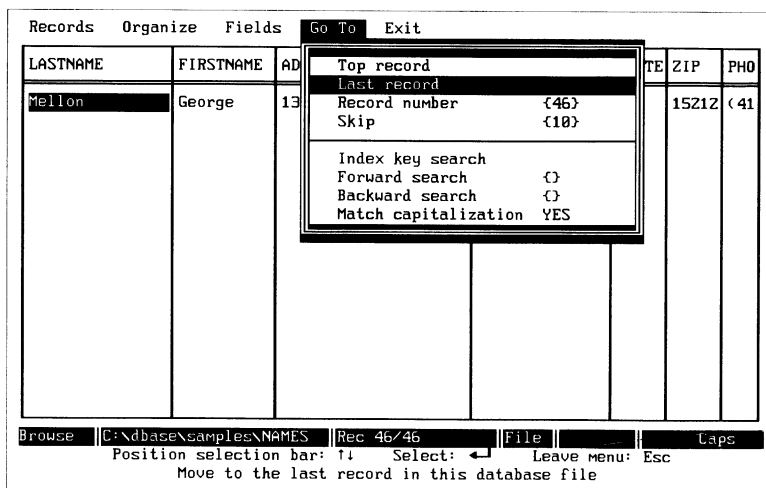 Records Organize Fields Go To Exit
LASTNAME FIRSTNAME AD TE ZIP PHO
Top record
Last record
Mellon George 13 Record number {46} 15212 (41
Skip {10}
Index key search
Forward search {}
Backward search {}
Match capitalization YES
Browse C:\dbase\samples\NAMES Rec 46/46 File Caps
Position selection bar: ↑↓ Select: ↵ Leave menu: Esc
Move to the last record in this database file